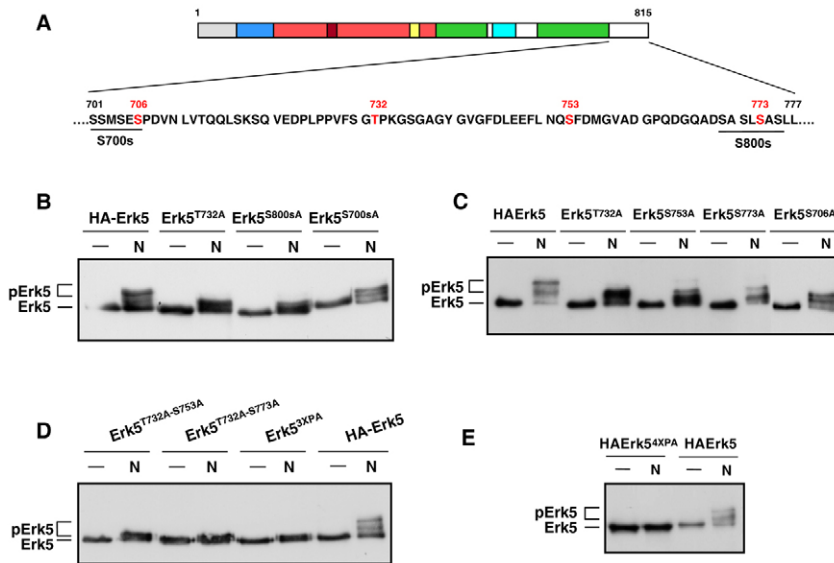 A
1
815
701
706
732
753
773
777
....SSMSESPDVN LVTQQLSKSQ VEDPLPPVFS GTPKGSGAGY GVGFDLEEFL NQSFDMGVAD GPQDGQAD SASLSASLL....
S700s
S800s
B
HA-Erk5 Erk5T732A Erk5S800sA Erk5S700sA
— N — N — N — N
pErk5
Erk5
C
HAErk5 Erk5T732A Erk5S753A Erk5S773A Erk5S706A
— N — N — N — N — N
pErk5
Erk5
D
Erk5T732A-S753A Erk5T732A-S773A Erk53XPA HA-Erk5
— N — N — N — N
pErk5
Erk5
E
HAErk54XPA HAErk5
— N — N
pErk5
Erk5